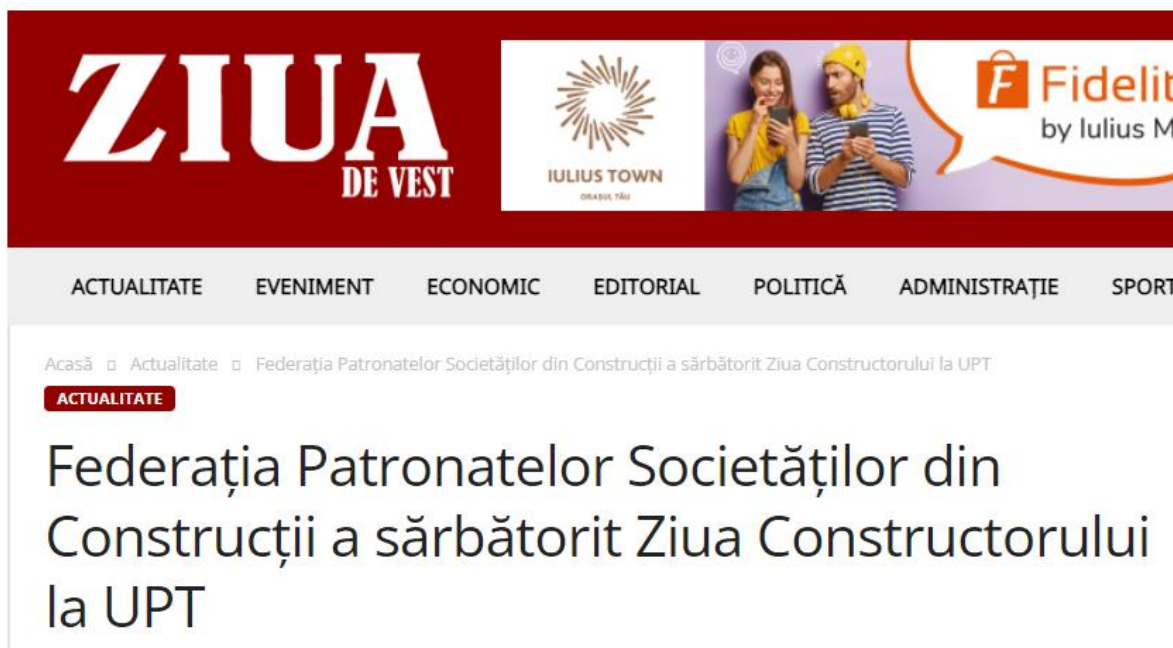 ZIUA
DE VEST
IULIUS TOWN
ORAȘUL TĂU
F Fidelit
by Iulius M
ACTUALITATE EVENIMENT ECONOMIC EDITORIAL POLITICĂ ADMINISTRAȚIE SPORT
Acasă Actualitate Federația Patronatelor Societăților din Construcții a sărbătorit Ziua Constructorului la UPT
ACTUALITATE
Federația Patronatelor Societăților din
Construcții a sărbătorit Ziua Constructorului
la UPT